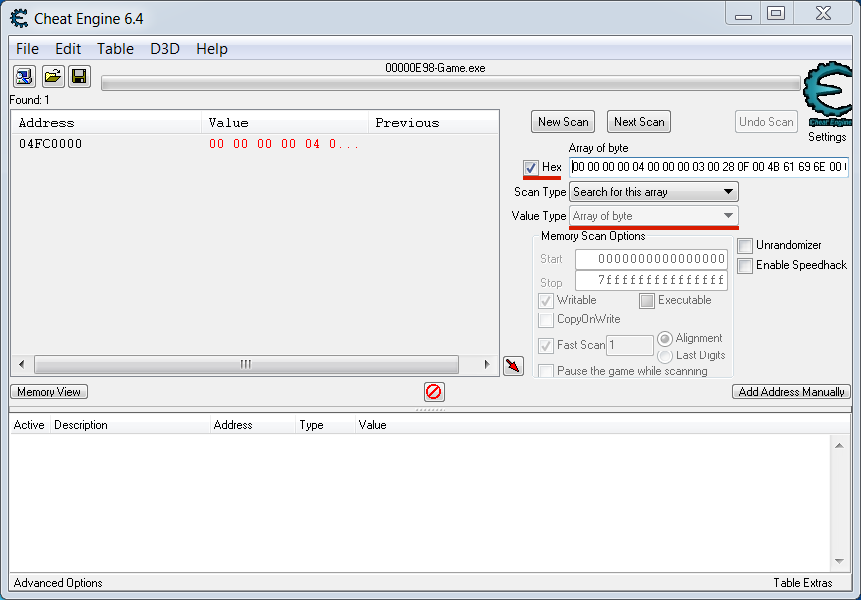 Cheat Engine 6.4
File Edit Table D3D Help
00000E98-Game.exe
Found: 1
Address Value Previous
04FC0000 00 00 00 00 04 0...
New Scan Next Scan Undo Scan
Cheat Engine
Settings
Array of byte
Hex 00 00 00 00 04 00 00 00 03 00 28 0F 00 4B 61 69 6E 00
Scan Type Search for this array
Value Type Array of byte
Memory Scan Options
Start 0000000000000000
Stop 7fffffffffffffff
Writable Executable
CopyOnWrite
Fast Scan 1 Alignment
Last Digits
Pause the game while scanning
Unrandomizer
Enable Speedhack
Memory View Add Address Manually
Active Description Address Type Value
Advanced Options Table Extras